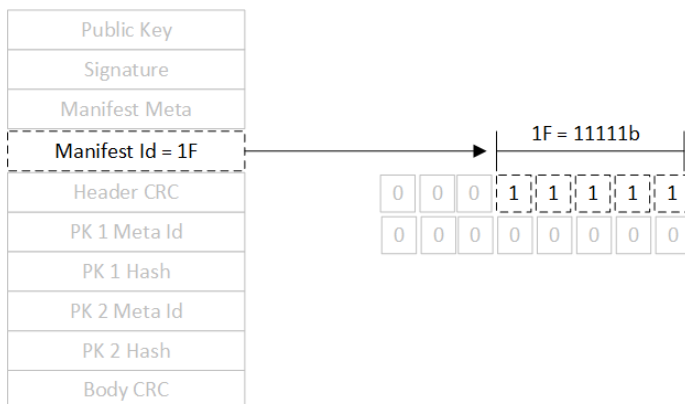 Public Key
Signature
Manifest Meta
Manifest Id = 1F
1F = 11111b
Header CRC
0 0 0 1 1 1 1 1
PK 1 Meta Id
0 0 0 0 0 0 0 0
PK 1 Hash
PK 2 Meta Id
PK 2 Hash
Body CRC